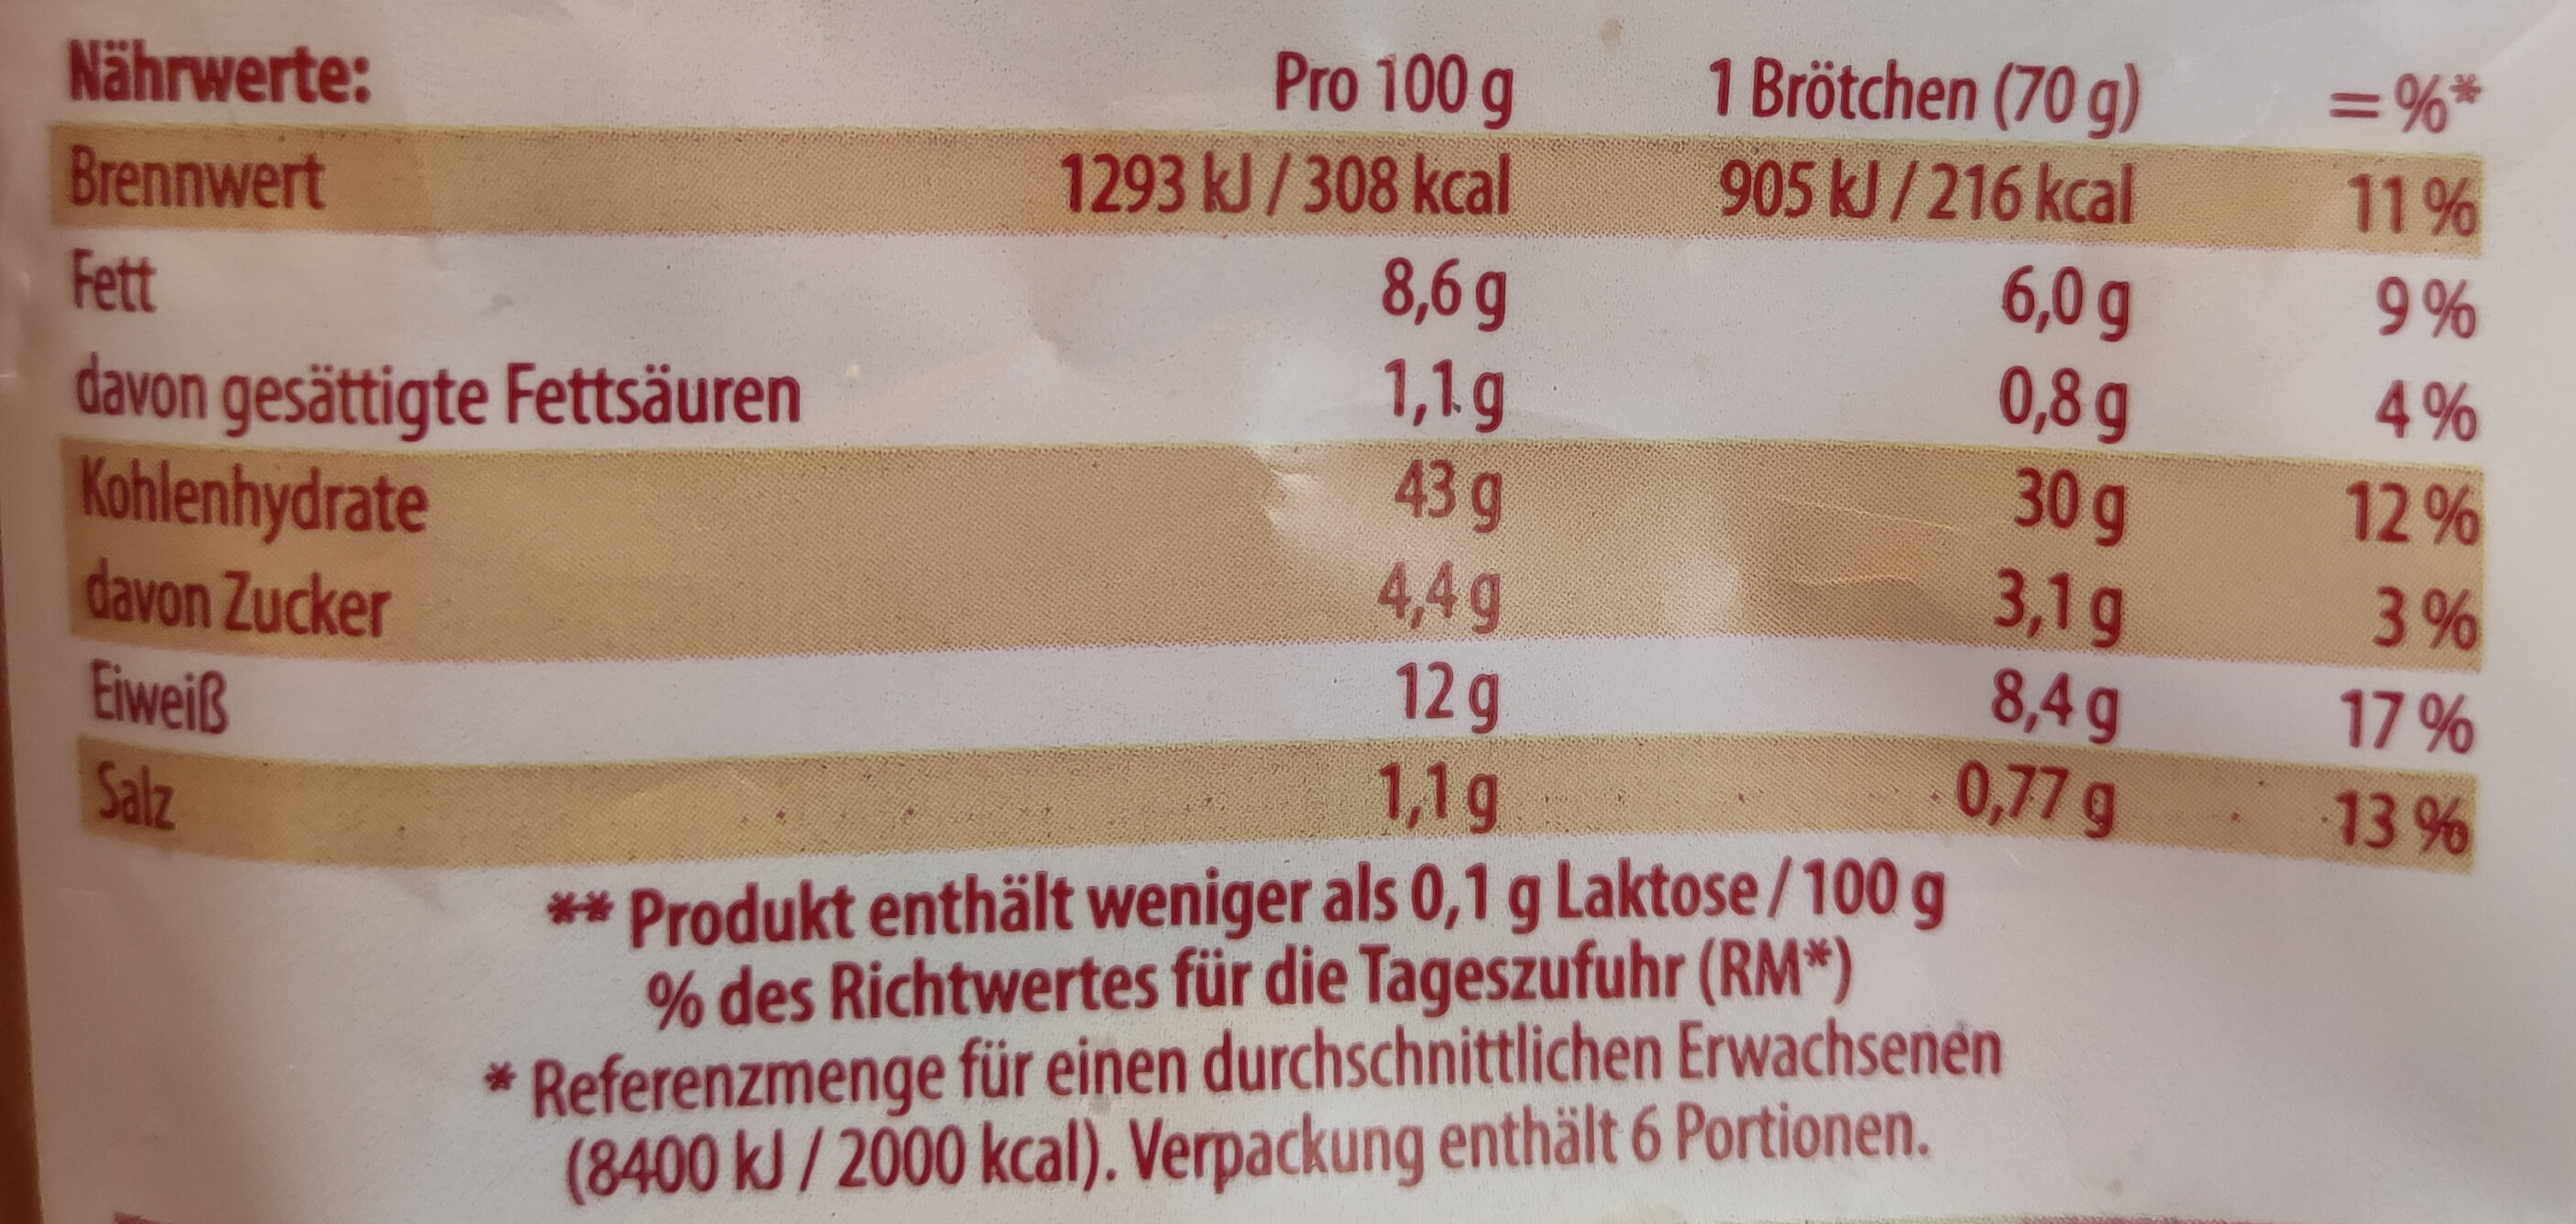 Nährwerte: Pro 100 g 1 Brötchen (70 g) = %*
Brennwert 1293 kJ / 308 kcal 905 kJ / 216 kcal 11 %
Fett 8,6 g 6,0 g 9 %
davon gesättigte Fettsäuren 1,1 g 0,8 g 4 %
Kohlenhydrate 43 g 30 g 12 %
davon Zucker 4,4 g 3,1 g 3 %
Eiweiß 12 g 8,4 g 17 %
Salz 1,1 g 0,77 g 13 %
** Produkt enthält weniger als 0,1 g Laktose / 100 g
% des Richtwertes für die Tageszufuhr (RM*)
* Referenzmenge für einen durchschnittlichen Erwachsenen
(8400 kJ / 2000 kcal). Verpackung enthält 6 Portionen.